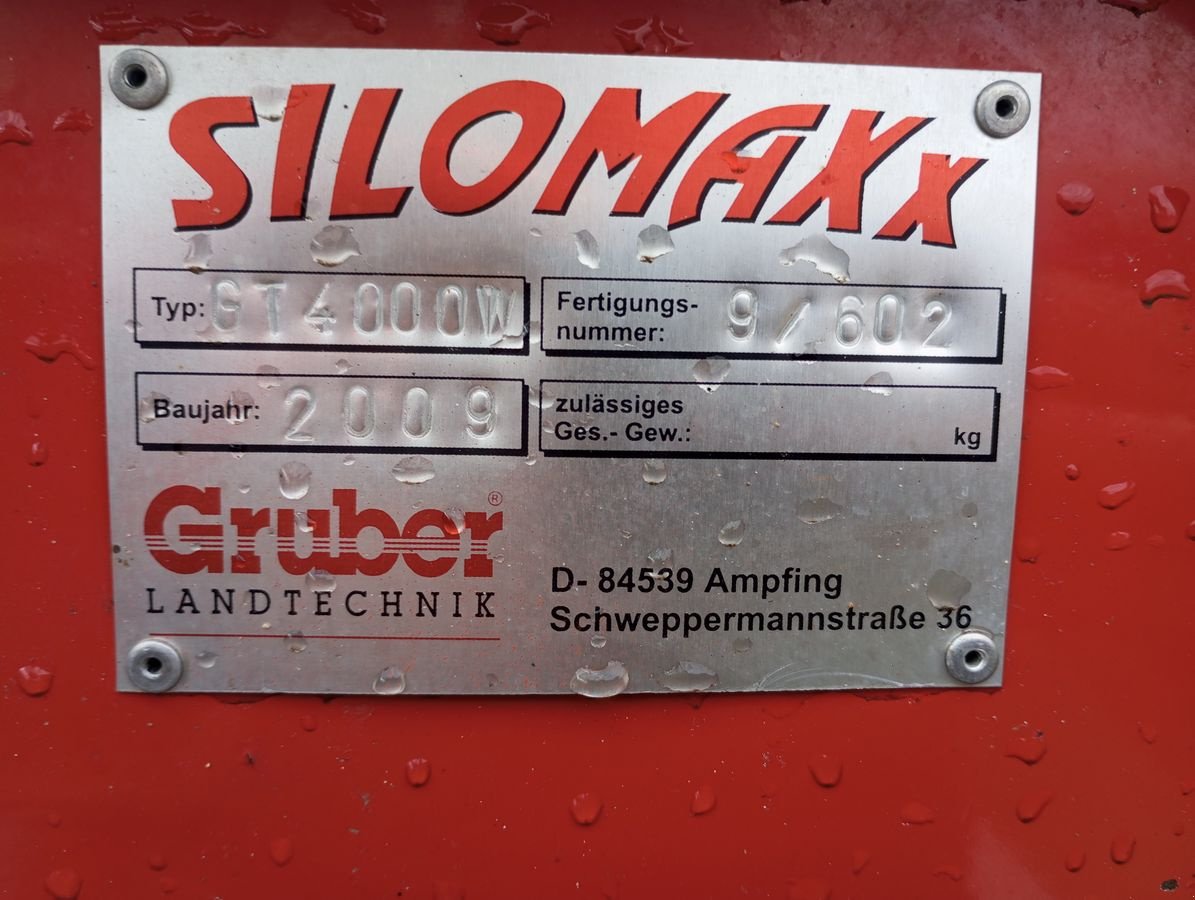 SILOMAXx
Typ: GT4000W
Fertigungs-
nummer: 9/602
Baujahr: 2009
zulässiges
Ges.- Gew.: kg
Gruber®
LANDTECHNIK
D- 84539 Ampfing
Schweppermannstraße 36